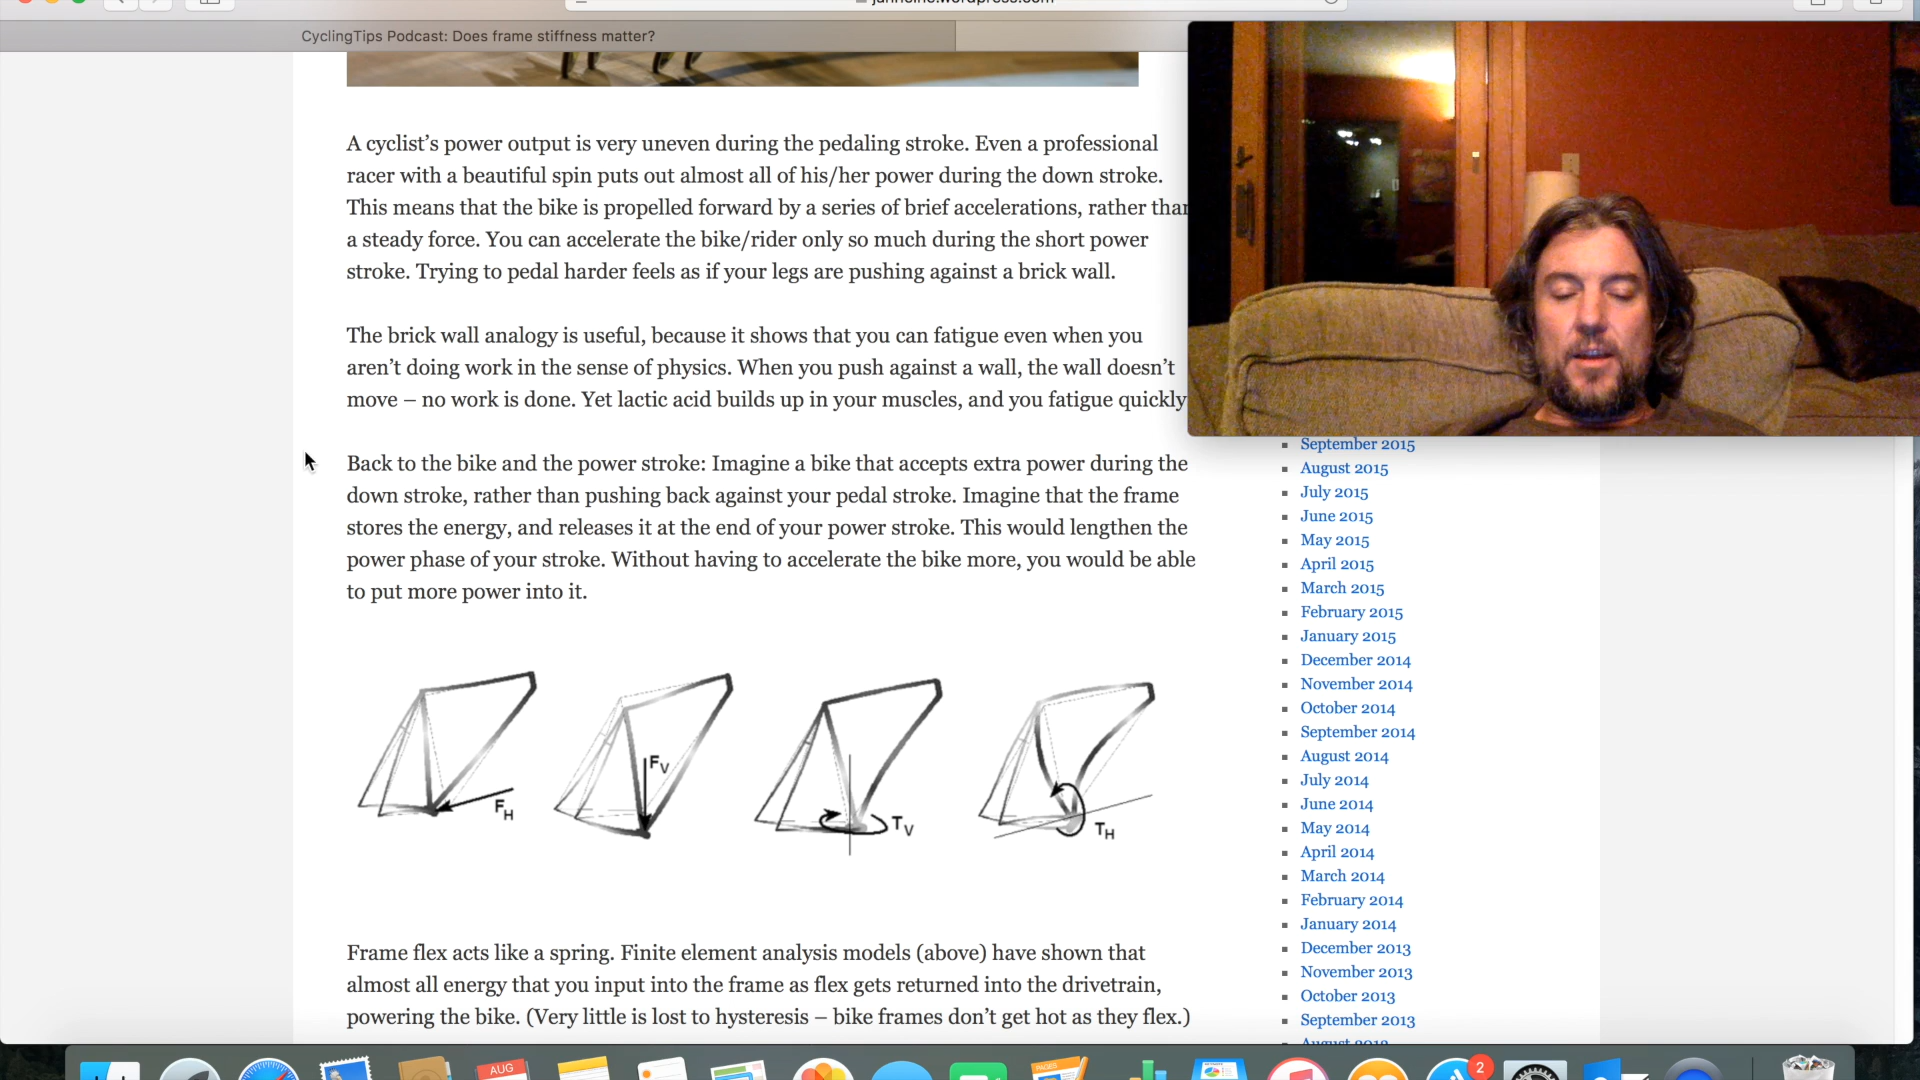 CyclingTips Podcast: Does frame stiffness matter?
A cyclist’s power output is very uneven during the pedaling stroke. Even a professional
racer with a beautiful spin puts out almost all of his/her power during the down stroke.
This means that the bike is propelled forward by a series of brief accelerations, rather than
a steady force. You can accelerate the bike/rider only so much during the short power
stroke. Trying to pedal harder feels as if your legs are pushing against a brick wall.
The brick wall analogy is useful, because it shows that you can fatigue even when you
aren’t doing work in the sense of physics. When you push against a wall, the wall doesn’t
move – no work is done. Yet lactic acid builds up in your muscles, and you fatigue quickly
Back to the bike and the power stroke: Imagine a bike that accepts extra power during the
down stroke, rather than pushing back against your pedal stroke. Imagine that the frame
stores the energy, and releases it at the end of your power stroke. This would lengthen the
power phase of your stroke. Without having to accelerate the bike more, you would be able
to put more power into it.
FH
FV
TV
TH
Frame flex acts like a spring. Finite element analysis models (above) have shown that
almost all energy that you input into the frame as flex gets returned into the drivetrain,
powering the bike. (Very little is lost to hysteresis – bike frames don’t get hot as they flex.)
September 2015
August 2015
July 2015
June 2015
May 2015
April 2015
March 2015
February 2015
January 2015
December 2014
November 2014
October 2014
September 2014
August 2014
July 2014
June 2014
May 2014
April 2014
March 2014
February 2014
January 2014
December 2013
November 2013
October 2013
September 2013
AUG
PAGES
2